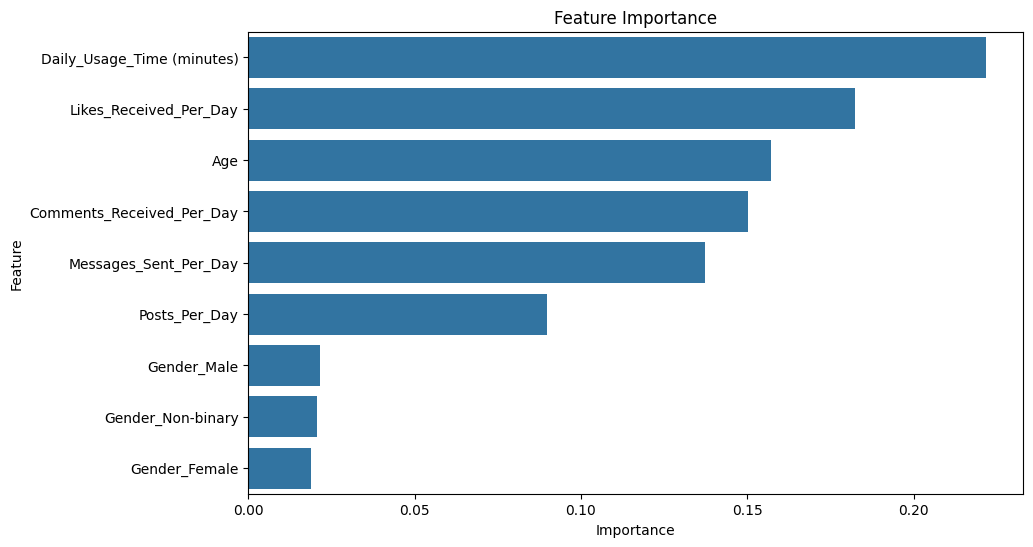 Feature Importance
Daily_Usage_Time (minutes)
Likes_Received_Per_Day
Age
Comments_Received_Per_Day
Messages_Sent_Per_Day
Posts_Per_Day
Gender_Male
Gender_Non-binary
Gender_Female
Feature
0.00 0.05 0.10 0.15 0.20
Importance